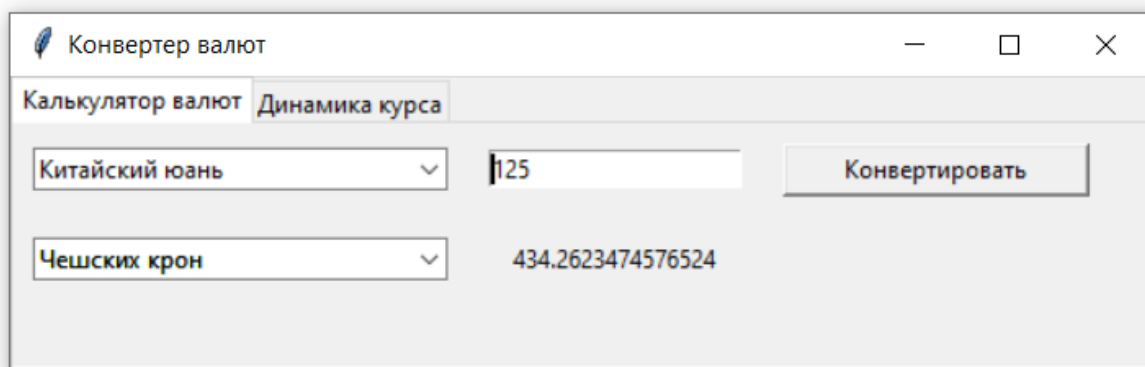 Конвертер валют
Калькулятор валют Динамика курса
Китайский юань 125 Конвертировать
Чешских крон 434.2623474576524